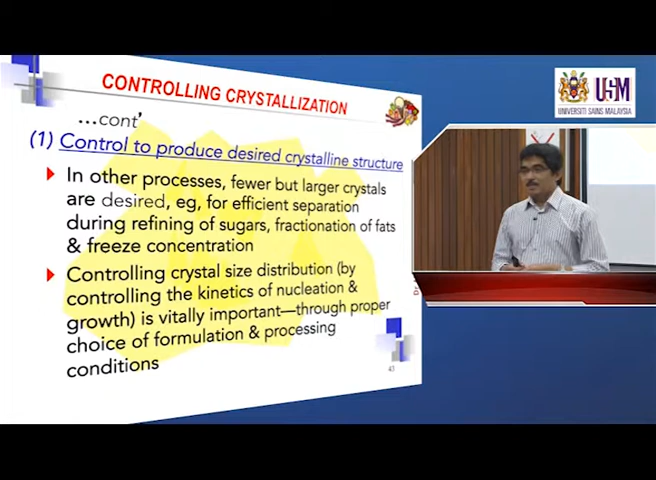 CONTROLLING CRYSTALLIZATION
...cont'
(1) Control to produce desired crystalline structure
In other processes, fewer but larger crystals
are desired, eg, for efficient separation
during refining of sugars, fractionation of fats
& freeze concentration
Controlling crystal size distribution (by
controlling the kinetics of nucleation &
growth) is vitally important—through proper
choice of formulation & processing
conditions
43
USM
UNIVERSITI SAINS MALAYSIA